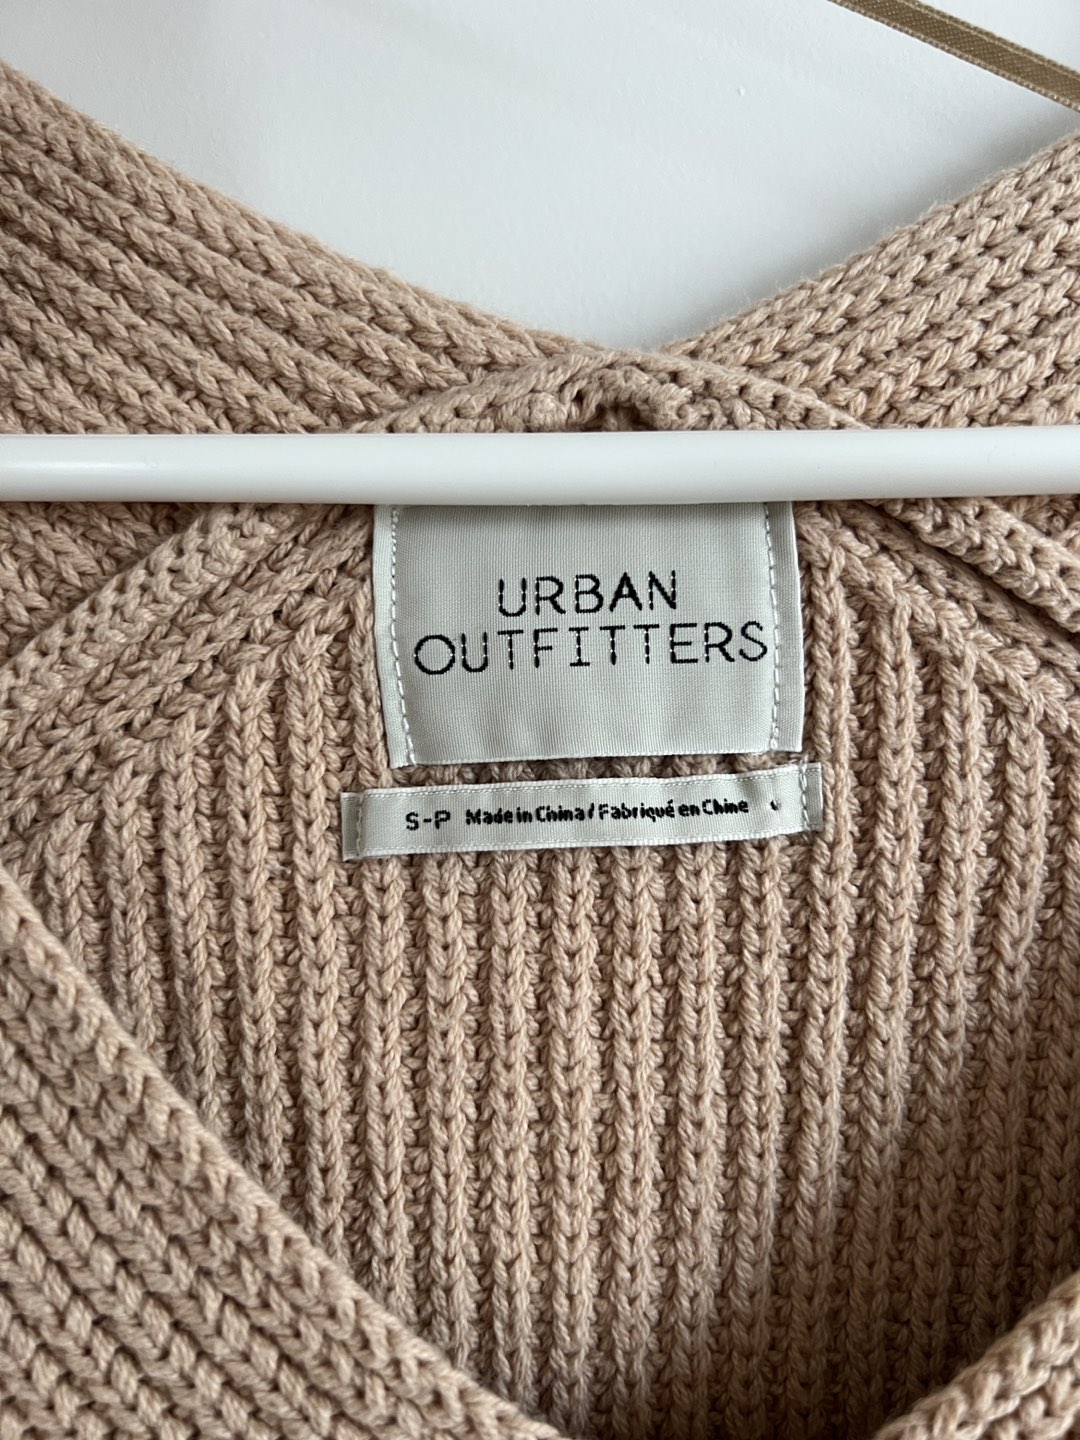 URBAN
OUTFITTERS
S-P Made in China / Fabriqué en Chine